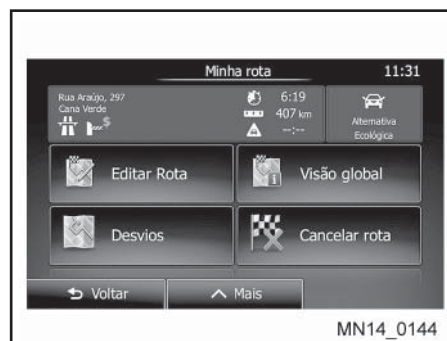 Minha rota 11:31
Rua Araújo, 297
Cana Verde
$
6:19
407 km
--:--
Alternativa
Ecológica
Editar Rota
Visão global
Desvios
Cancelar rota
Voltar
Mais
MN14_0144